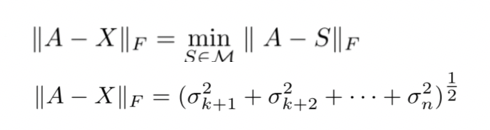 ‖A − X‖_F = min_{S∈ℳ} ‖ A − S‖_F
‖A − X‖_F = (σ²_{k+1} + σ²_{k+2} + ··· + σ²_n)^{1/2}